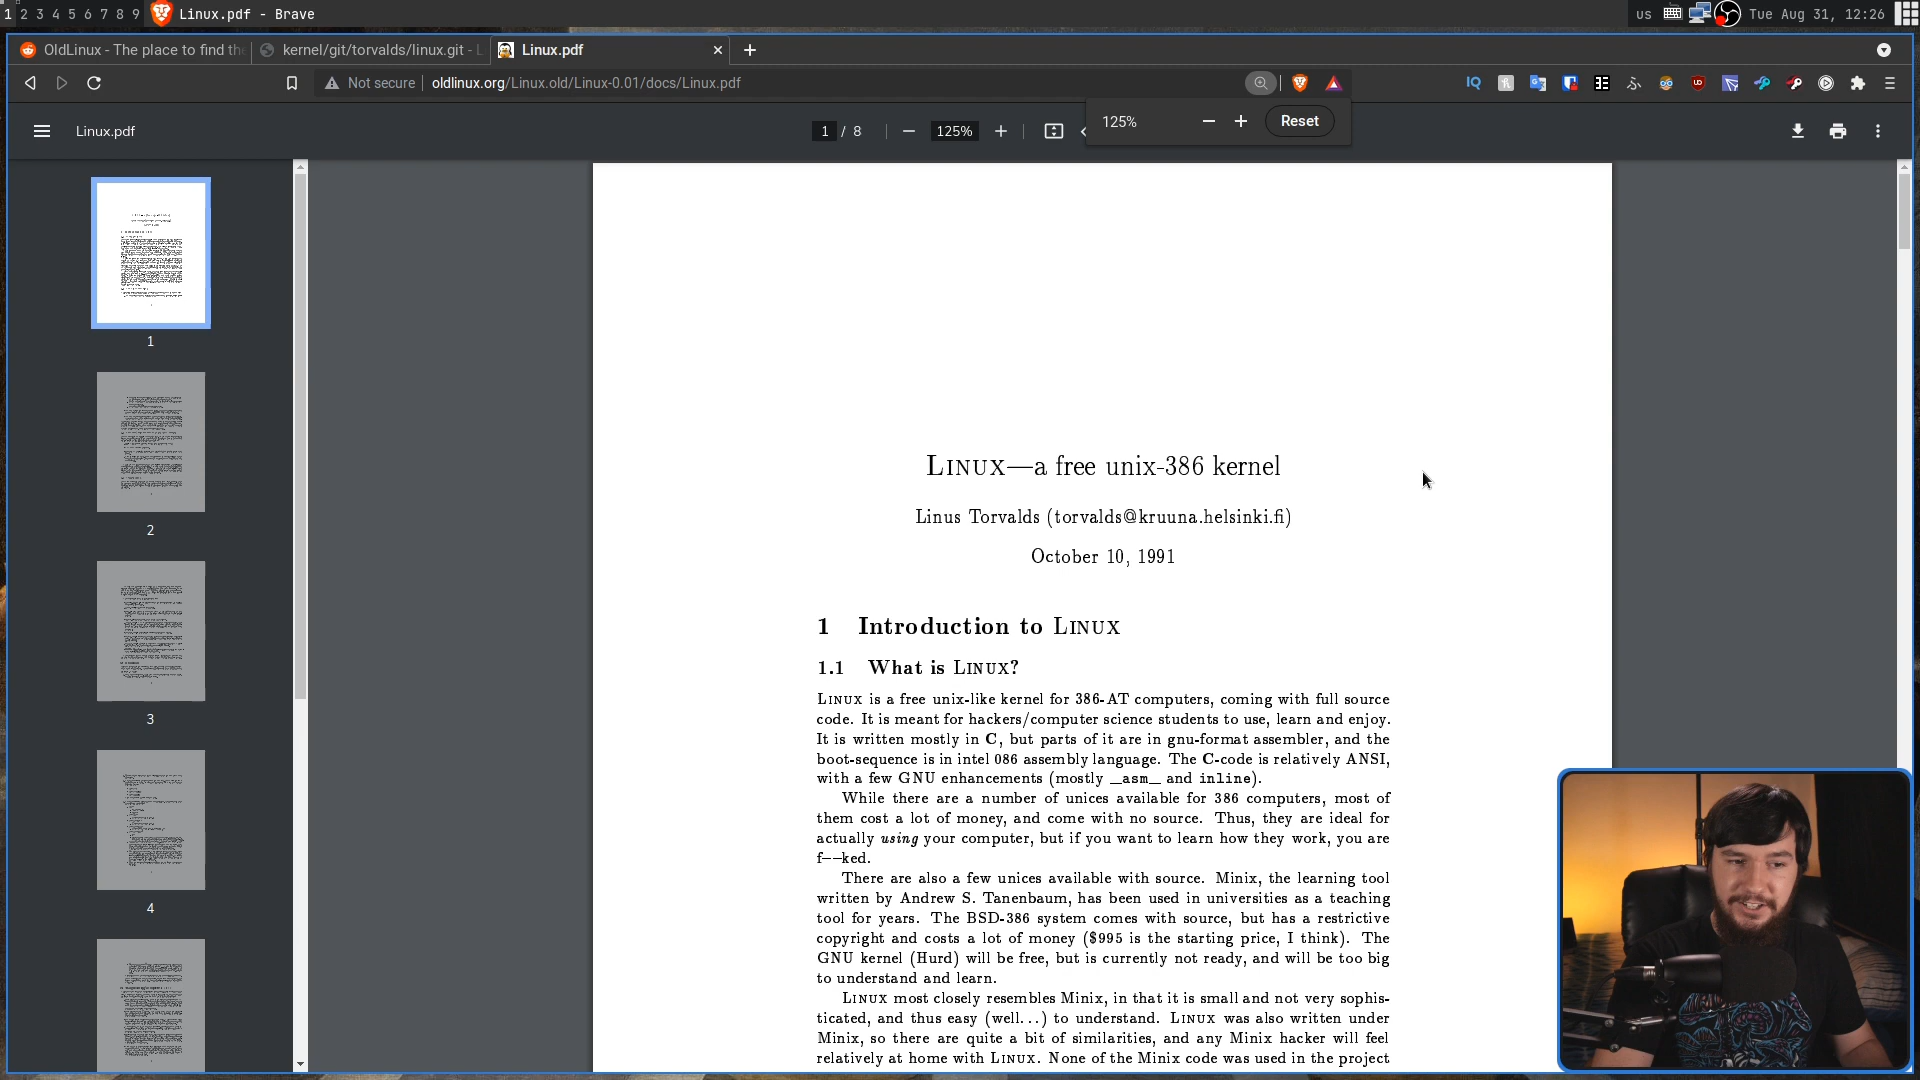 1 2 3 4 5 6 7 8 9 Linux.pdf - Brave
us Tue Aug 31, 12:26
OldLinux - The place to find the
kernel/git/torvalds/linux.git - L
Linux.pdf
Not secure oldlinux.org/Linux.old/Linux-0.01/docs/Linux.pdf
IQ
125% − + Reset
Linux.pdf
1 / 8 − 125% +
1
2
3
4
LINUX—a free unix-386 kernel
Linus Torvalds (torvalds@kruuna.helsinki.fi)
October 10, 1991
1 Introduction to LINUX
1.1 What is LINUX?
LINUX is a free unix-like kernel for 386-AT computers, coming with full source
code. It is meant for hackers/computer science students to use, learn and enjoy.
It is written mostly in C, but parts of it are in gnu-format assembler, and the
boot-sequence is in intel 086 assembly language. The C-code is relatively ANSI,
with a few GNU enhancements (mostly _asm_ and inline).
While there are a number of unices available for 386 computers, most of
them cost a lot of money, and come with no source. Thus, they are ideal for
actually using your computer, but if you want to learn how they work, you are
f--ked.
There are also a few unices available with source. Minix, the learning tool
written by Andrew S. Tanenbaum, has been used in universities as a teaching
tool for years. The BSD-386 system comes with source, but has a restrictive
copyright and costs a lot of money ($995 is the starting price, I think). The
GNU kernel (Hurd) will be free, but is currently not ready, and will be too big
to understand and learn.
LINUX most closely resembles Minix, in that it is small and not very sophis-
ticated, and thus easy (well...) to understand. LINUX was also written under
Minix, so there are quite a bit of similarities, and any Minix hacker will feel
relatively at home with LINUX. None of the Minix code was used in the project